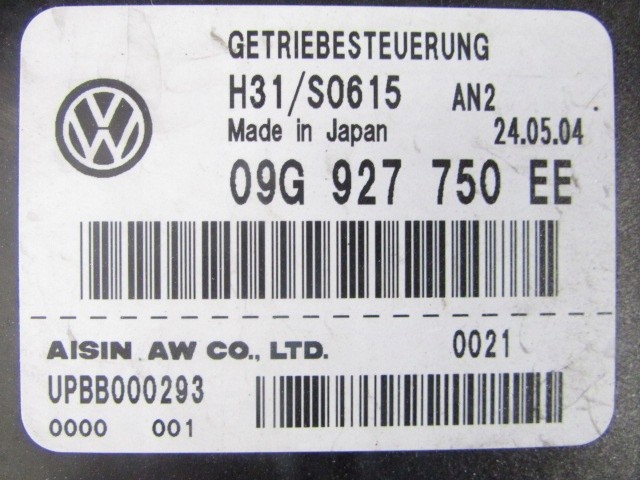 GETRIEBESTEUERUNG
H31/S0615 AN2
Made in Japan 24.05.04
09G 927 750 EE
AISIN AW CO., LTD. 0021
UPBB000293
0000 001